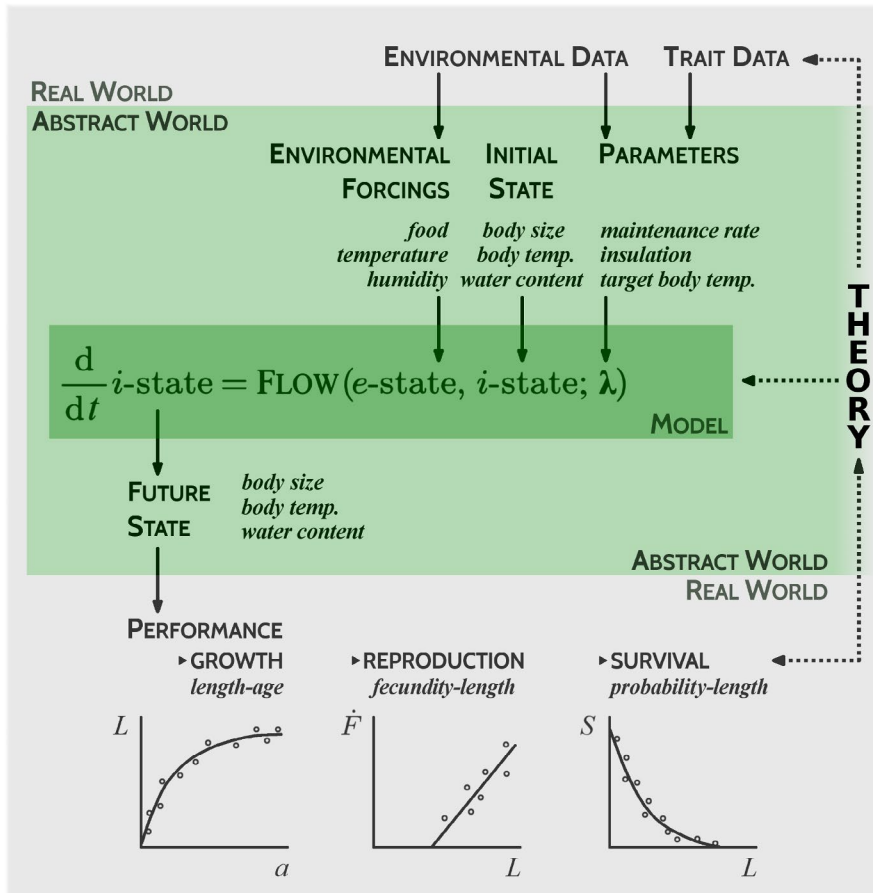 ENVIRONMENTAL DATA TRAIT DATA
REAL WORLD
ABSTRACT WORLD
ENVIRONMENTAL FORCINGS
food
temperature
humidity
INITIAL STATE
body size
body temp.
water content
PARAMETERS
maintenance rate
insulation
target body temp.
THEORY
d/dt i-state = FLOW(e-state, i-state; λ)
MODEL
FUTURE STATE
body size
body temp.
water content
ABSTRACT WORLD
REAL WORLD
PERFORMANCE
▸GROWTH
length-age
L
a
▸REPRODUCTION
fecundity-length
Ḟ
L
▸SURVIVAL
probability-length
S
L